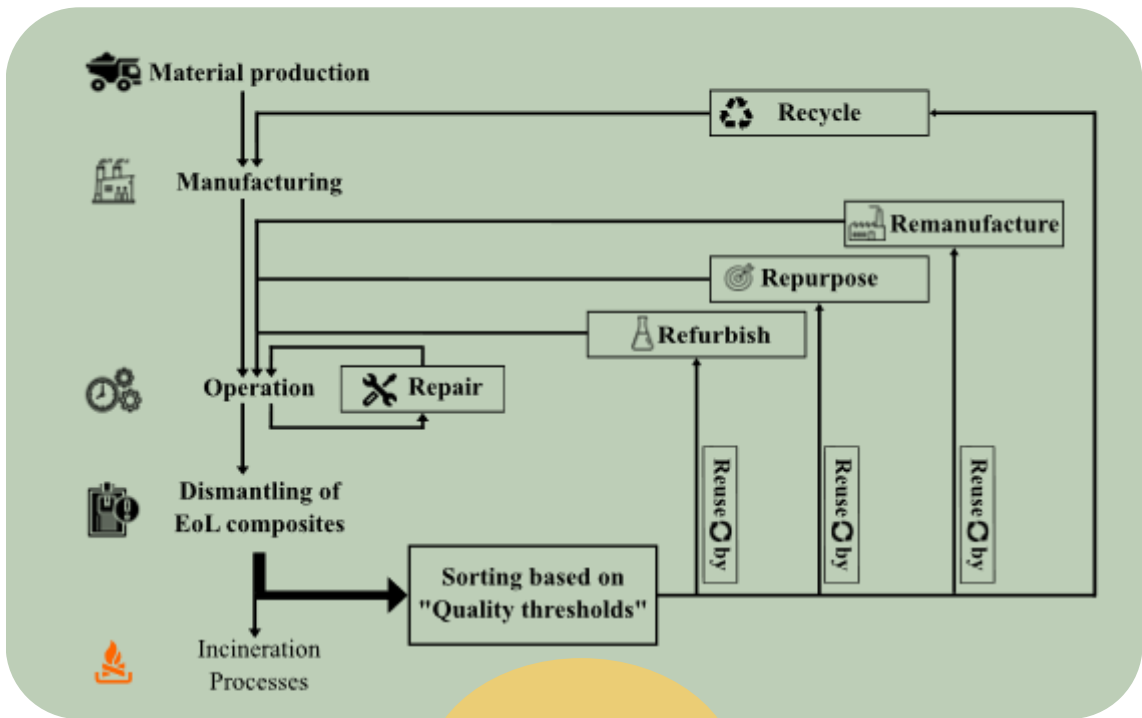 Material production
Recycle
Manufacturing
Remanufacture
Repurpose
Refurbish
Operation
Repair
Dismantling of
EoL composites
Reuse by
Reuse by
Reuse by
Sorting based on
"Quality thresholds"
Incineration
Processes